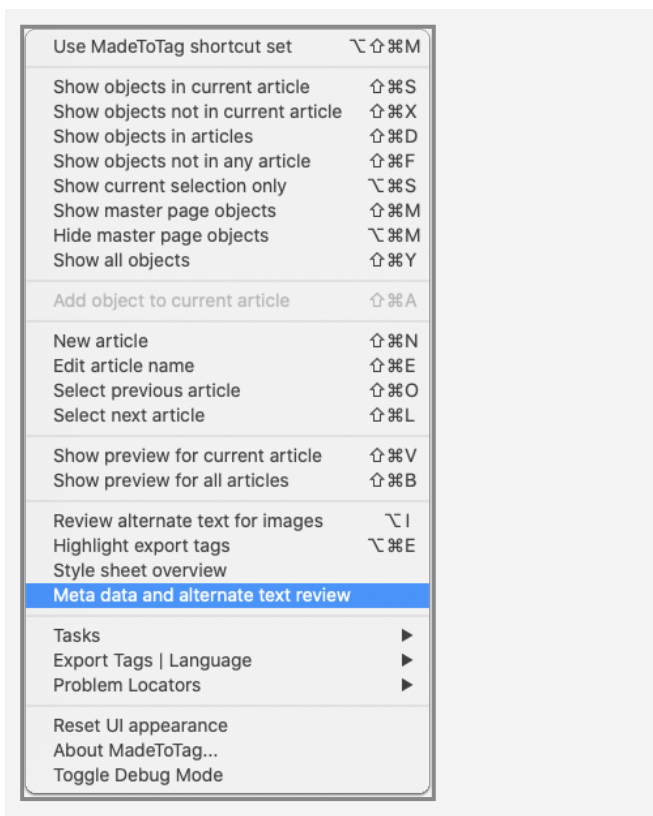 Use MadeToTag shortcut set ⌥⇧⌘M
Show objects in current article ⇧⌘S
Show objects not in current article ⇧⌘X
Show objects in articles ⇧⌘D
Show objects not in any article ⇧⌘F
Show current selection only ⌥⌘S
Show master page objects ⇧⌘M
Hide master page objects ⌥⌘M
Show all objects ⇧⌘Y
Add object to current article ⇧⌘A
New article ⇧⌘N
Edit article name ⇧⌘E
Select previous article ⇧⌘O
Select next article ⇧⌘L
Show preview for current article ⇧⌘V
Show preview for all articles ⇧⌘B
Review alternate text for images ⌥I
Highlight export tags ⌥⌘E
Style sheet overview
Meta data and alternate text review
Tasks ▶
Export Tags | Language ▶
Problem Locators ▶
Reset UI appearance
About MadeToTag...
Toggle Debug Mode